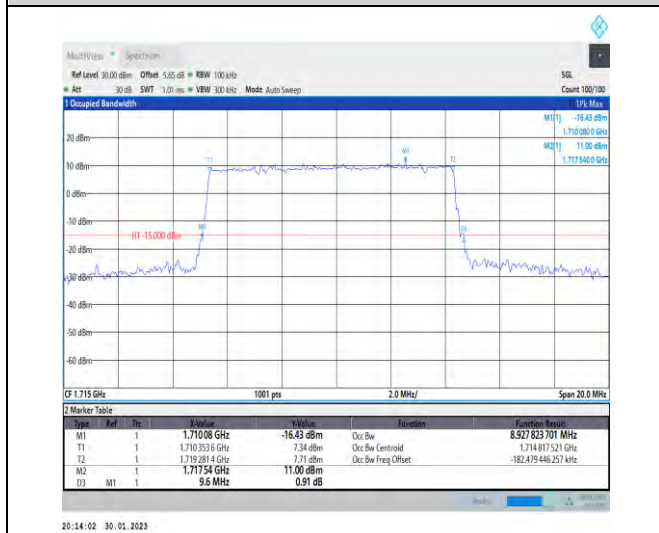 MultiView Spectrum
Ref Level 30.00 dBm Offset 5.65 dB RBW 100 kHz SGL
Att 30 dB SWT 1.01 ms VBW 300 kHz Mode Auto Sweep Count 100/100
1 Occupied Bandwidth 1Pk Max
M1[1] -16.43 dBm
1.710080 0 GHz
M2[1] 11.00 dBm
1.717540 0 GHz
20 dBm
T1 M2 T2
10 dBm
0 dBm
-10 dBm
H1 -15.000 dBm
-20 dBm
-30 dBm
-40 dBm
-50 dBm
-60 dBm
CF 1.715 GHz 1001 pts 2.0 MHz/ Span 20.0 MHz
2 Marker Table
Type Ref Trc X-Value Y-Value Function Function Result
M1 1 1.71008 GHz -16.43 dBm Occ Bw 8.927 823 701 MHz
T1 1 1.710 353 6 GHz 7.34 dBm Occ Bw Centroid 1.714 817 521 GHz
T2 1 1.719 281 4 GHz 7.71 dBm Occ Bw Freq Offset -182.479 446 257 kHz
M2 1 1.717 54 GHz 11.00 dBm
D3 M1 1 9.6 MHz 0.91 dB
20:14:02 30.01.2023